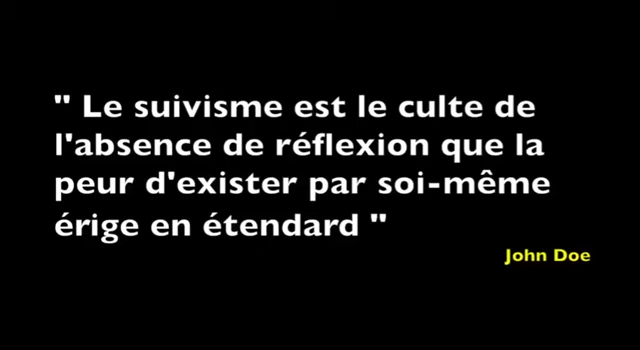 " Le suivisme est le culte de
l'absence de réflexion que la
peur d'exister par soi-même
érige en étendard "
John Doe